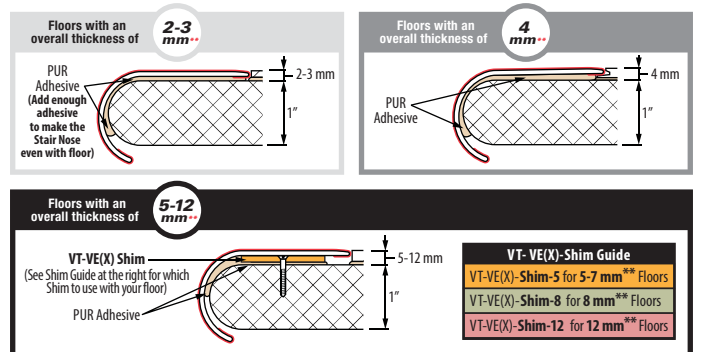 Floors with an
overall thickness of
2-3
mm**
PUR
Adhesive
(Add enough
adhesive
to make the
Stair Nose
even with floor)
2-3 mm
1"
Floors with an
overall thickness of
4
mm**
PUR
Adhesive
4 mm
1"
Floors with an
overall thickness of
5-12
mm**
VT-VE(X) Shim
(See Shim Guide at the right for which
Shim to use with your floor)
PUR Adhesive
5-12 mm
1"
VT- VE(X)-Shim Guide
VT-VE(X)-Shim-5 for 5-7 mm** Floors
VT-VE(X)-Shim-8 for 8 mm** Floors
VT-VE(X)-Shim-12 for 12 mm** Floors